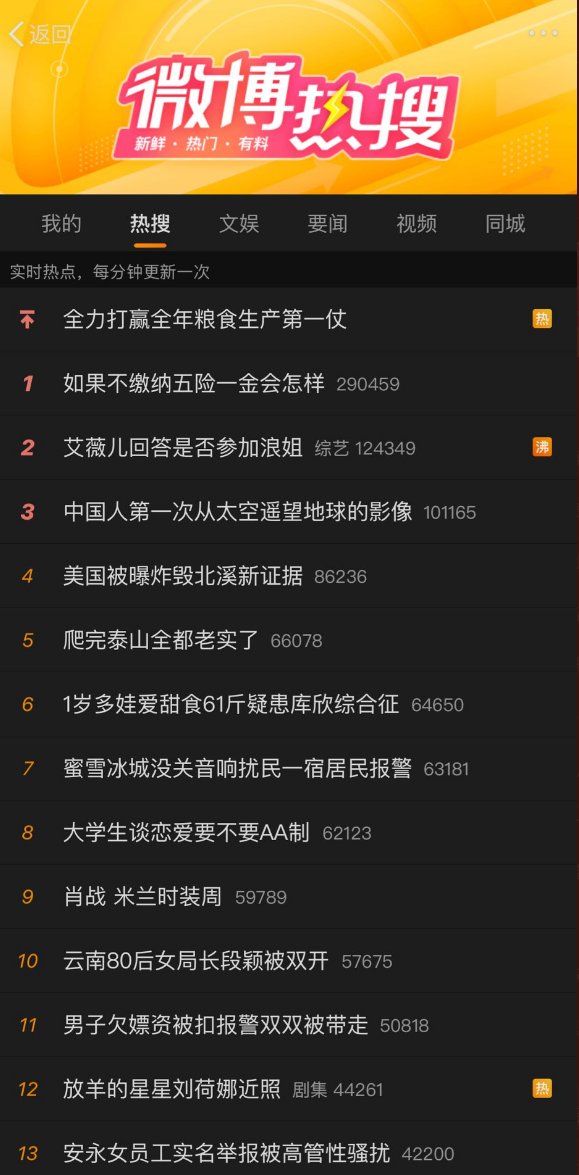 返回
微博热搜
新鲜·热门·有料
我的 热搜 文娱 要闻 视频 同城
实时热点，每分钟更新一次
全力打赢全年粮食生产第一仗 热
1 如果不缴纳五险一金会怎样 290459
2 艾薇儿回答是否参加浪姐 综艺 124349 沸
3 中国人第一次从太空遥望地球的影像 101165
4 美国被曝炸毁北溪新证据 86236
5 爬完泰山全都老实了 66078
6 1岁多娃爱甜食61斤疑患库欣综合征 64650
7 蜜雪冰城没关音响扰民一宿居民报警 63181
8 大学生谈恋爱要不要AA制 62123
9 肖战 米兰时装周 59789
10 云南80后女局长段颖被双开 57675
11 男子欠嫖资被扣报警双双被带走 50818
12 放羊的星星刘荷娜近照 剧集 44261 热
13 安永女员工实名举报被高管性骚扰 42200